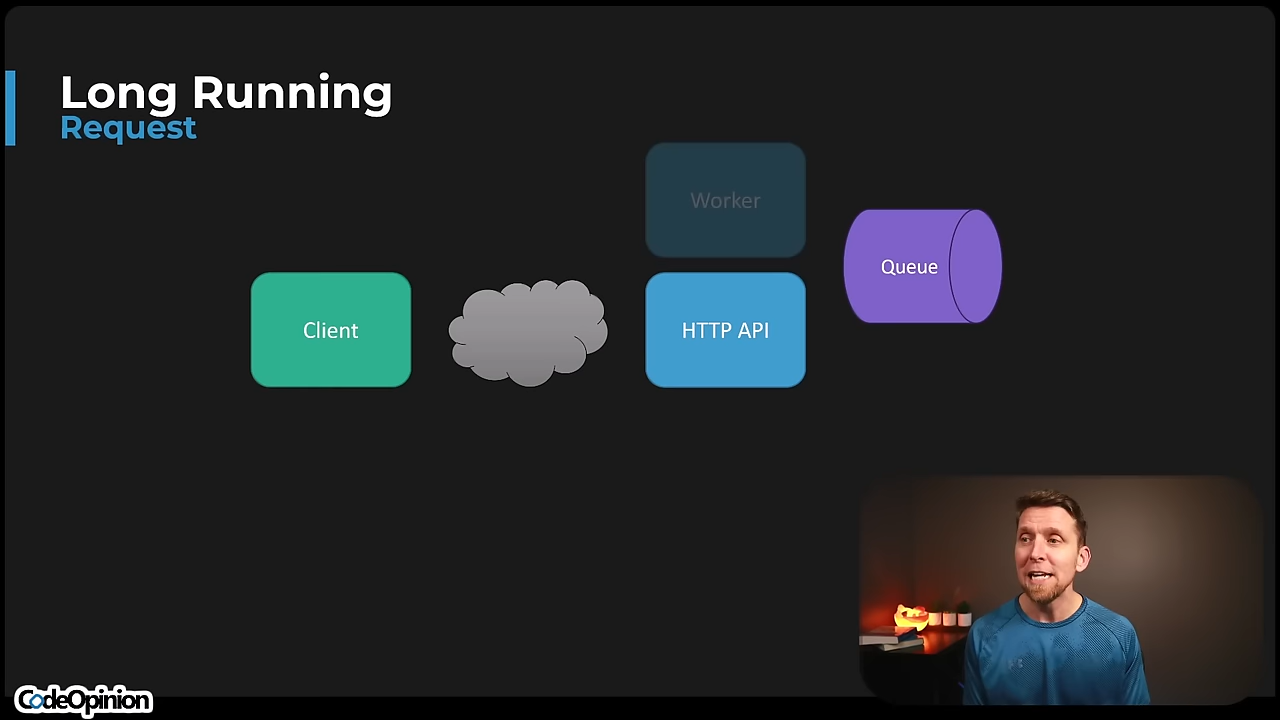 Long Running
Request
Worker
Queue
Client
HTTP API
CodeOpinion